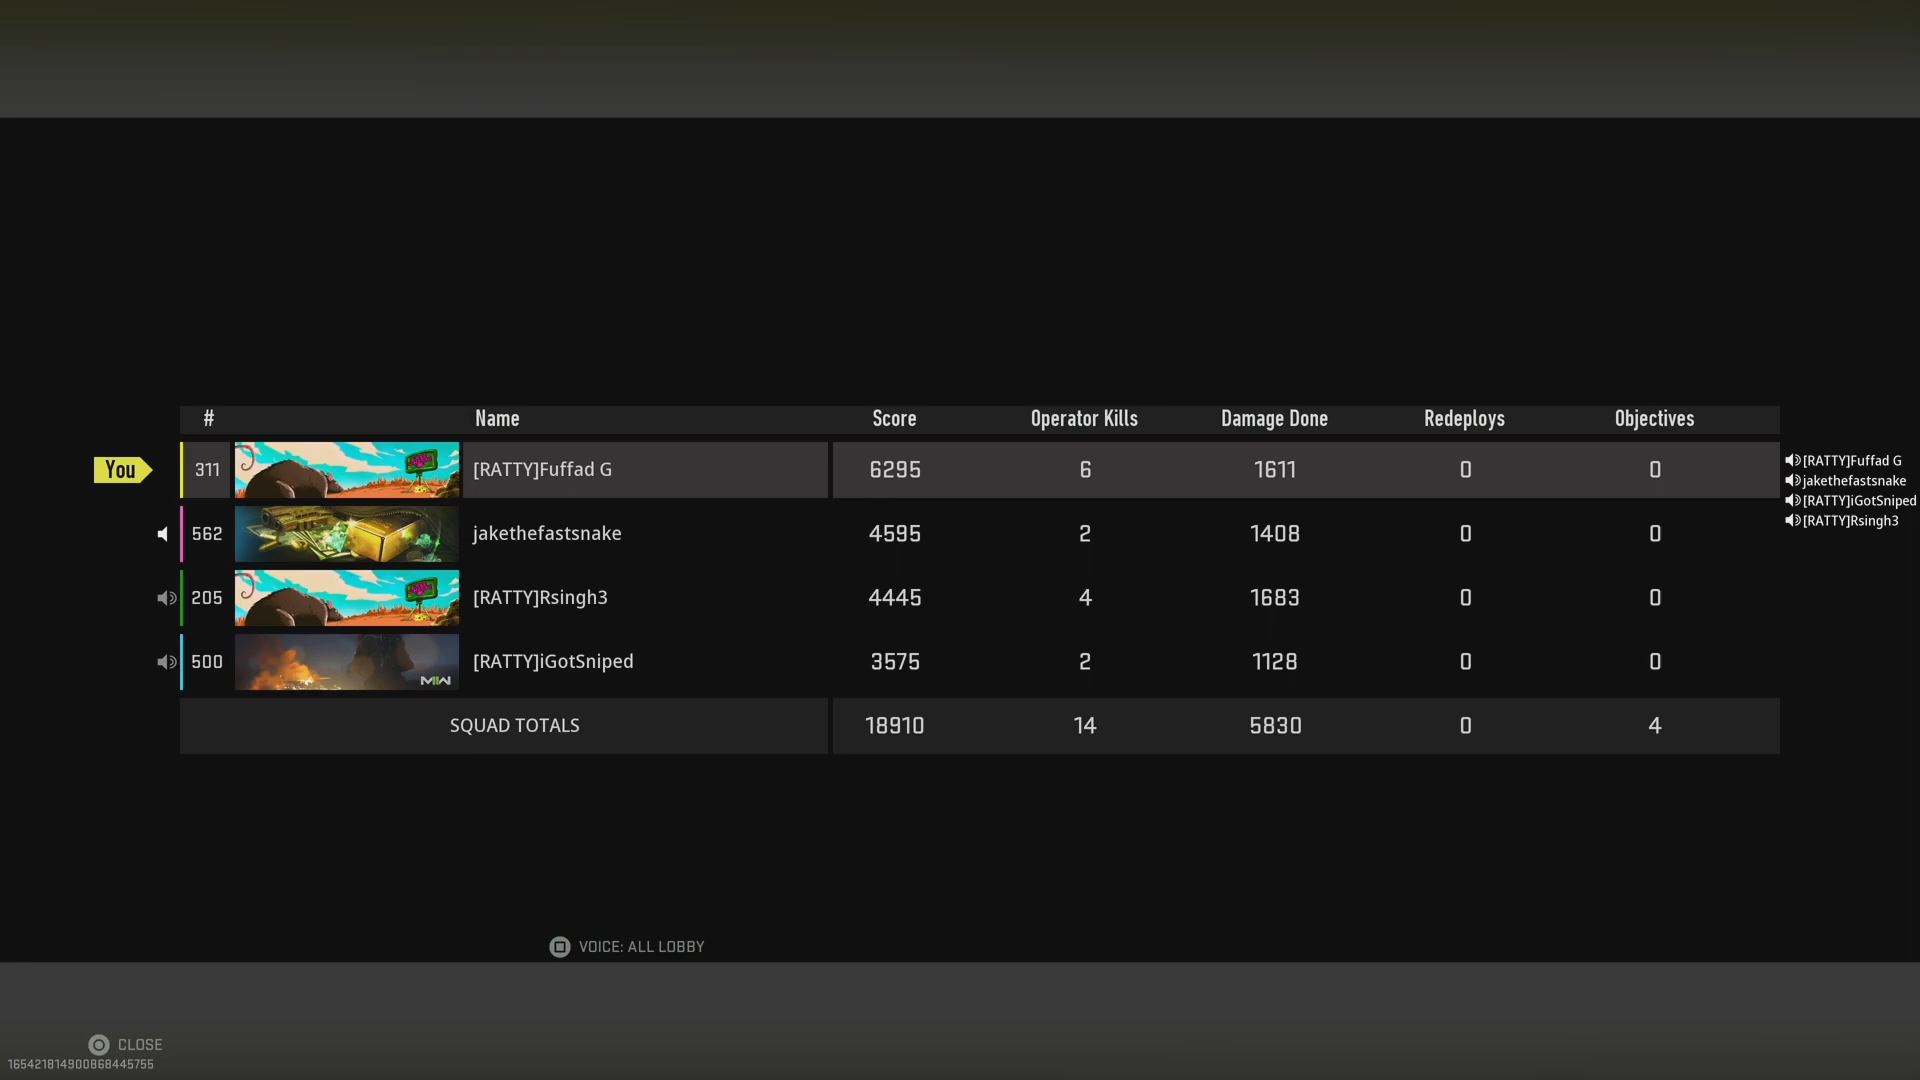 # Name Score Operator Kills Damage Done Redeploys Objectives
You 311 [RATTY]Fuffad G 6295 6 1611 0 0
562 jakethefastsnake 4595 2 1408 0 0
205 [RATTY]Rsingh3 4445 4 1683 0 0
500 MW [RATTY]iGotSniped 3575 2 1128 0 0
SQUAD TOTALS 18910 14 5830 0 4
[RATTY]Fuffad G
jakethefastsnake
[RATTY]iGotSniped
[RATTY]Rsingh3
VOICE: ALL LOBBY
CLOSE
165421814900868445755